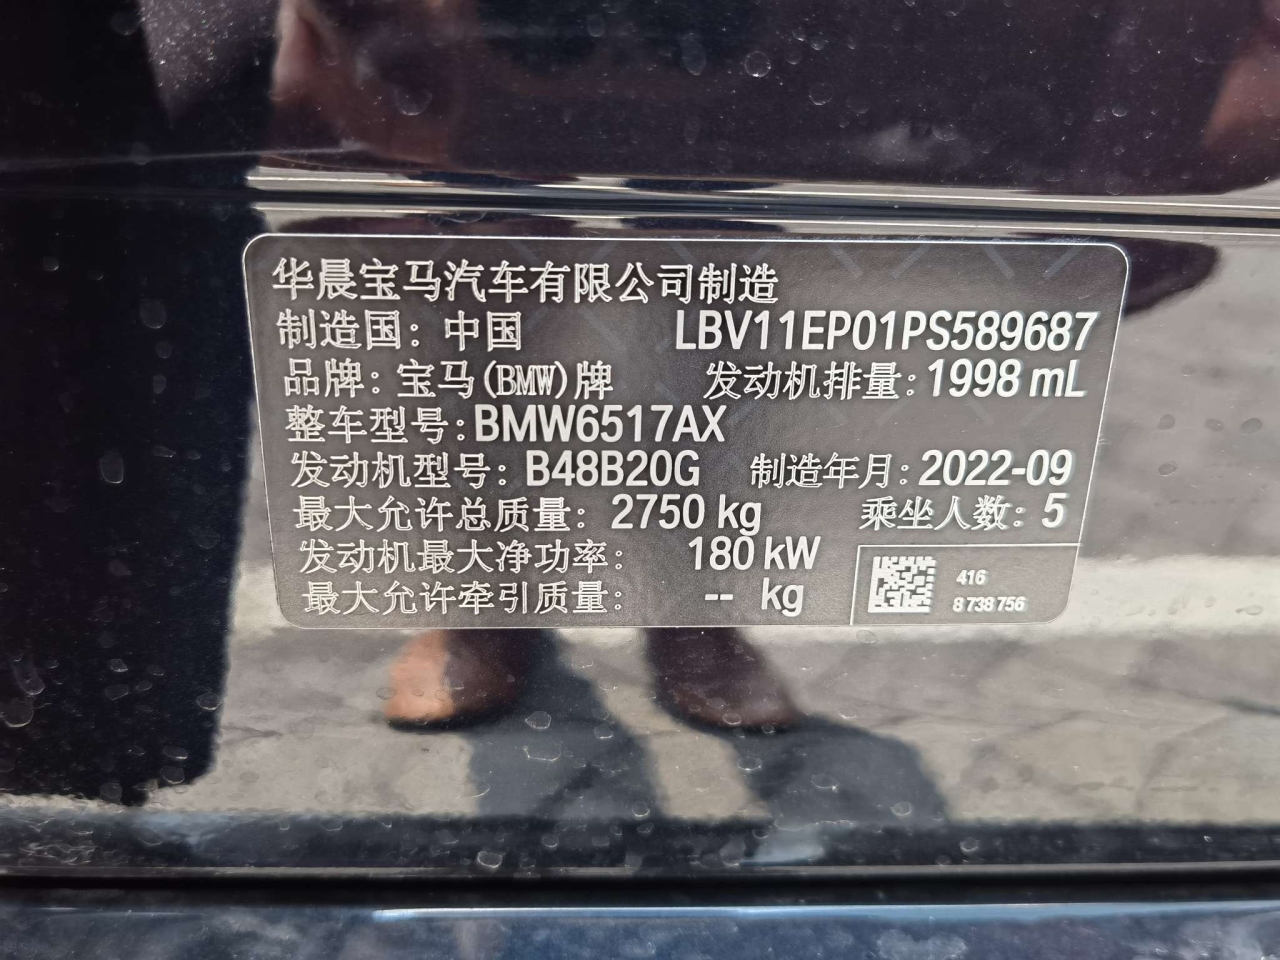 华晨宝马汽车有限公司制造
制造国：中国 LBV11EP01PS589687
品牌：宝马(BMW)牌 发动机排量：1998 mL
整车型号：BMW6517AX
发动机型号：B48B20G 制造年月：2022-09
最大允许总质量：2750 kg 乘坐人数：5
发动机最大净功率：180 kW
最大允许牵引质量：-- kg
416
8 738 756